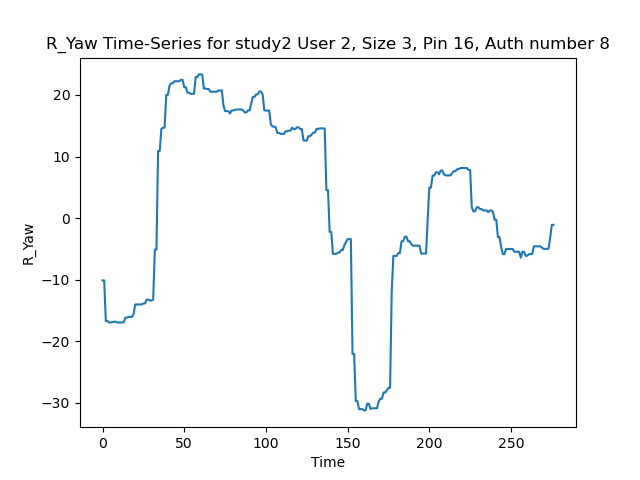 R_Yaw Time-Series for study2 User 2, Size 3, Pin 16, Auth number 8
R_Yaw
20
10
0
−10
−20
−30
0 50 100 150 200 250
Time